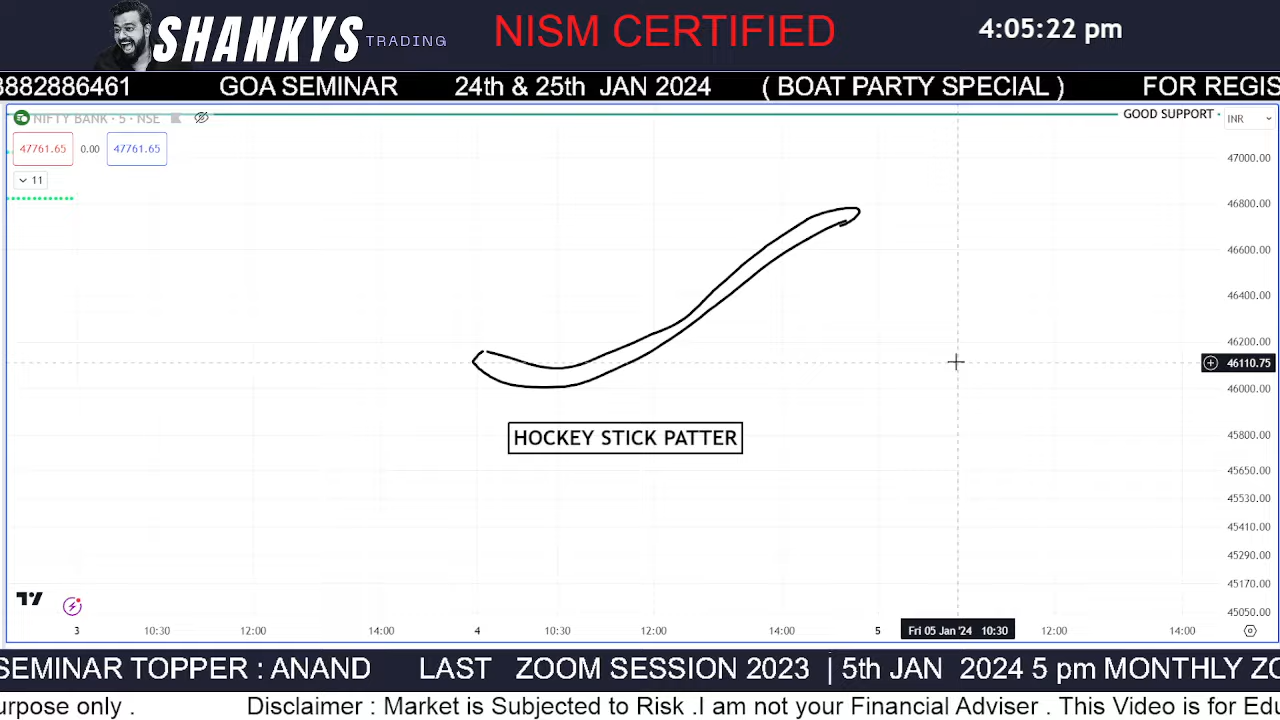 SHANKYS TRADING
NISM CERTIFIED
4:05:22 pm
8882886461 GOA SEMINAR 24th & 25th JAN 2024 ( BOAT PARTY SPECIAL ) FOR REGIS
NIFTY BANK · 5 · NSE
GOOD SUPPORT
INR
47761.65 0.00 47761.65
11
47000.00
46800.00
46600.00
46400.00
46200.00
46110.75
46000.00
HOCKEY STICK PATTER
45800.00
45650.00
45530.00
45410.00
45290.00
45170.00
45050.00
3 10:30 12:00 14:00 4 10:30 12:00 14:00 5 Fri 05 Jan '24 10:30 12:00 14:00
SEMINAR TOPPER : ANAND LAST ZOOM SESSION 2023 | 5th JAN 2024 5 pm MONTHLY ZO
urpose only . Disclaimer : Market is Subjected to Risk .I am not your Financial Adviser . This Video is for Edu